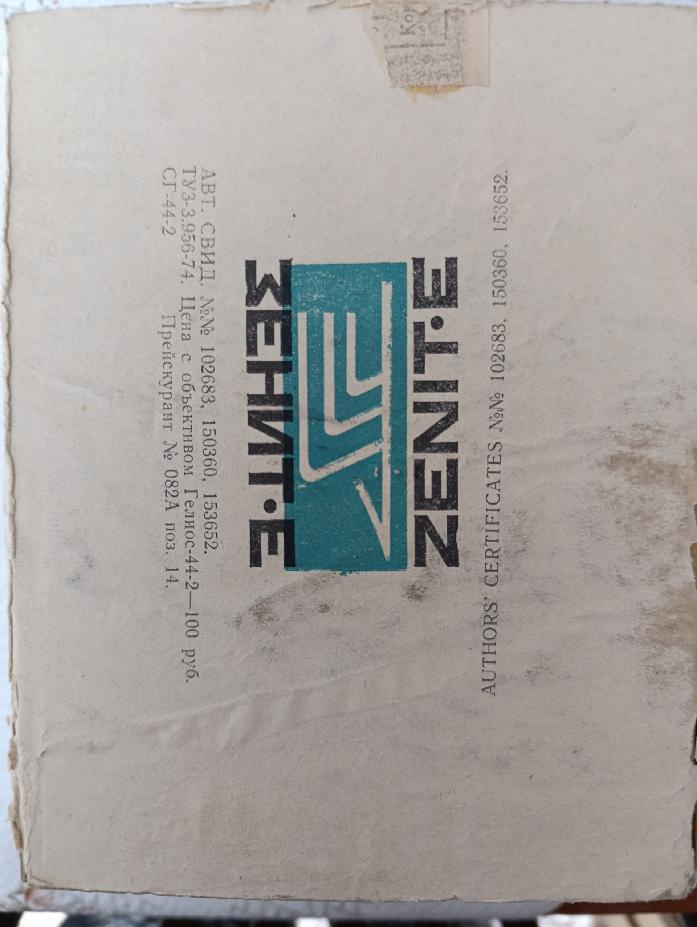 ZENIT·E
AUTHORS' CERTIFICATES №№ 102683, 150360, 153652.
ЗЕНИТ·Е
АВТ. СВИД. №№ 102683, 150360, 153652.
ТУЗ-3.956-74. Цена с объективом Гелиос-44-2—100 руб.
СГ-44-2 Прейскурант № 082А поз. 14.